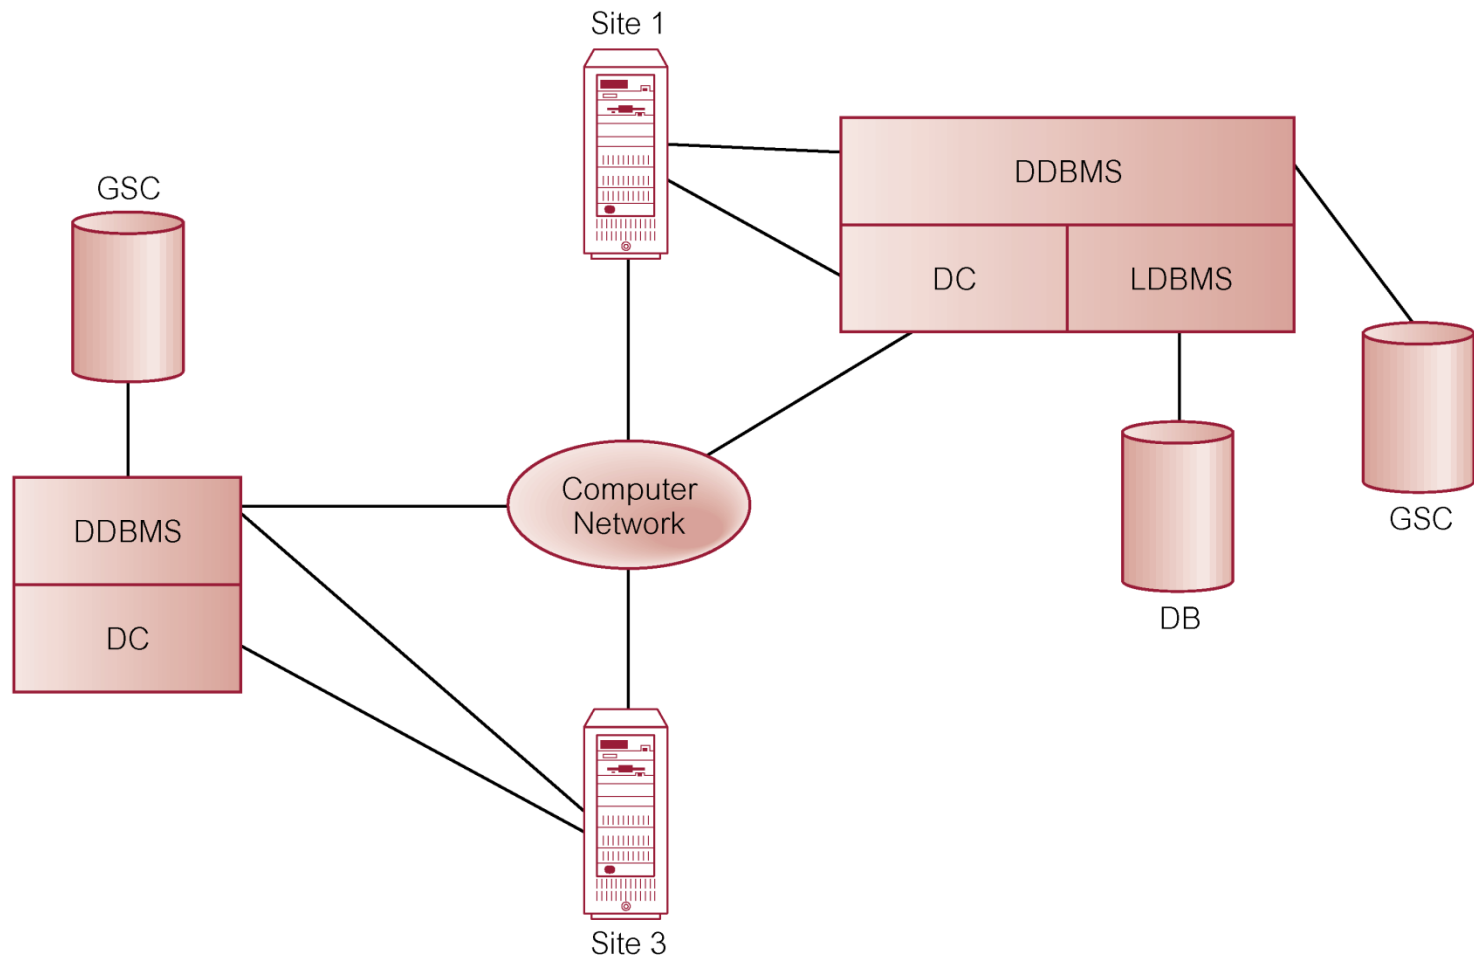 Site 1
DDBMS
GSC
DC
LDBMS
Computer
Network
GSC
DDBMS
DC
DB
Site 3